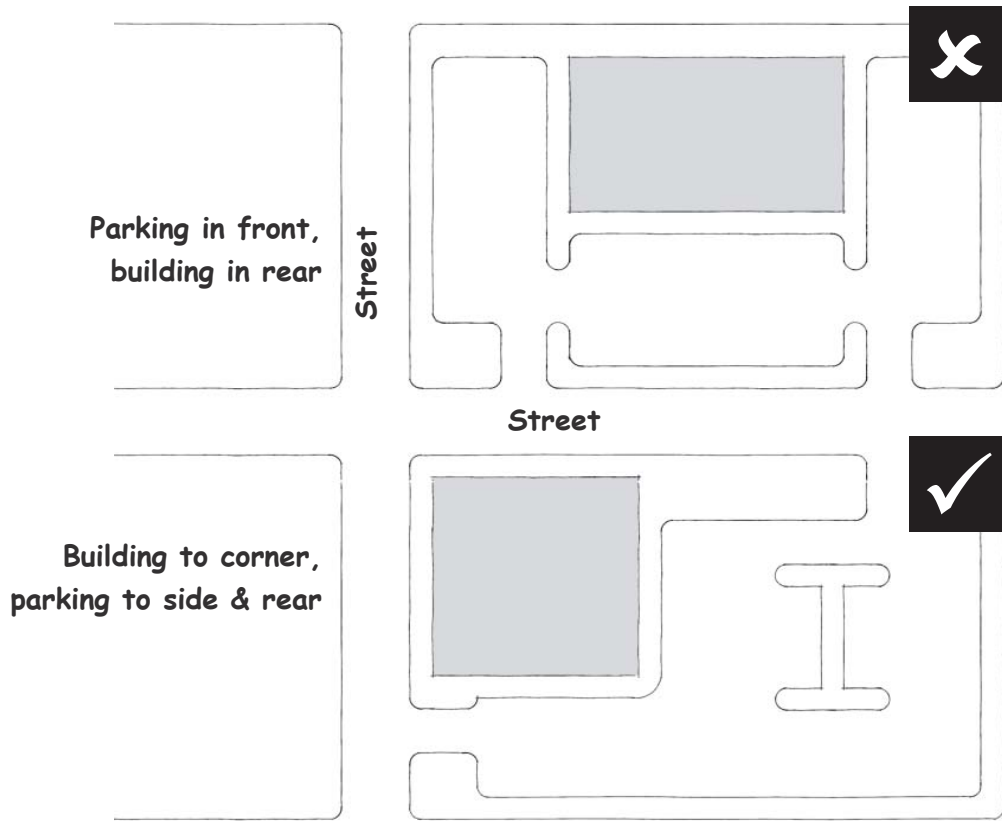 Parking in front,
building in rear
Street
Street
Building to corner,
parking to side & rear